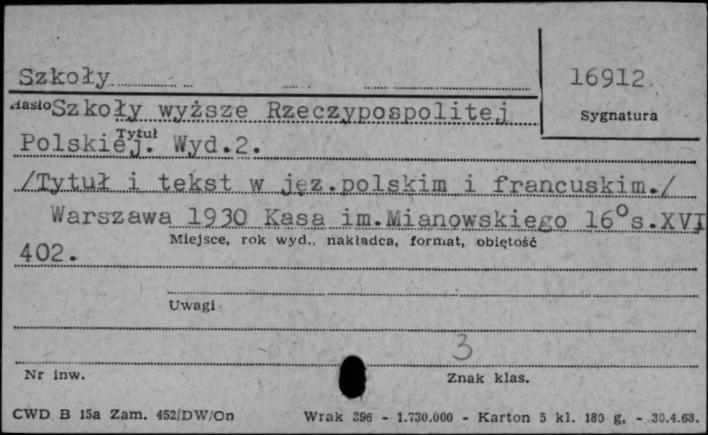 Szkoły
16912
Hasło
Sygnatura
Szkoły wyższe Rzeczypospolitej
Tytuł
Polskiej. Wyd.2.
/Tytuł i tekst w jęz.polskim i francuskim./
Warszawa 1930 Kasa im.Mianowskiego 16°s.XVI
Miejsce, rok wyd., nakładca, format, objętość
402.
Uwagi
3
Nr inw.
Znak klas.
CWD B 15a Zam. 452/DW/On Wrak 396 - 1.730.000 - Karton 5 kl. 180 g. - 30.4.63.